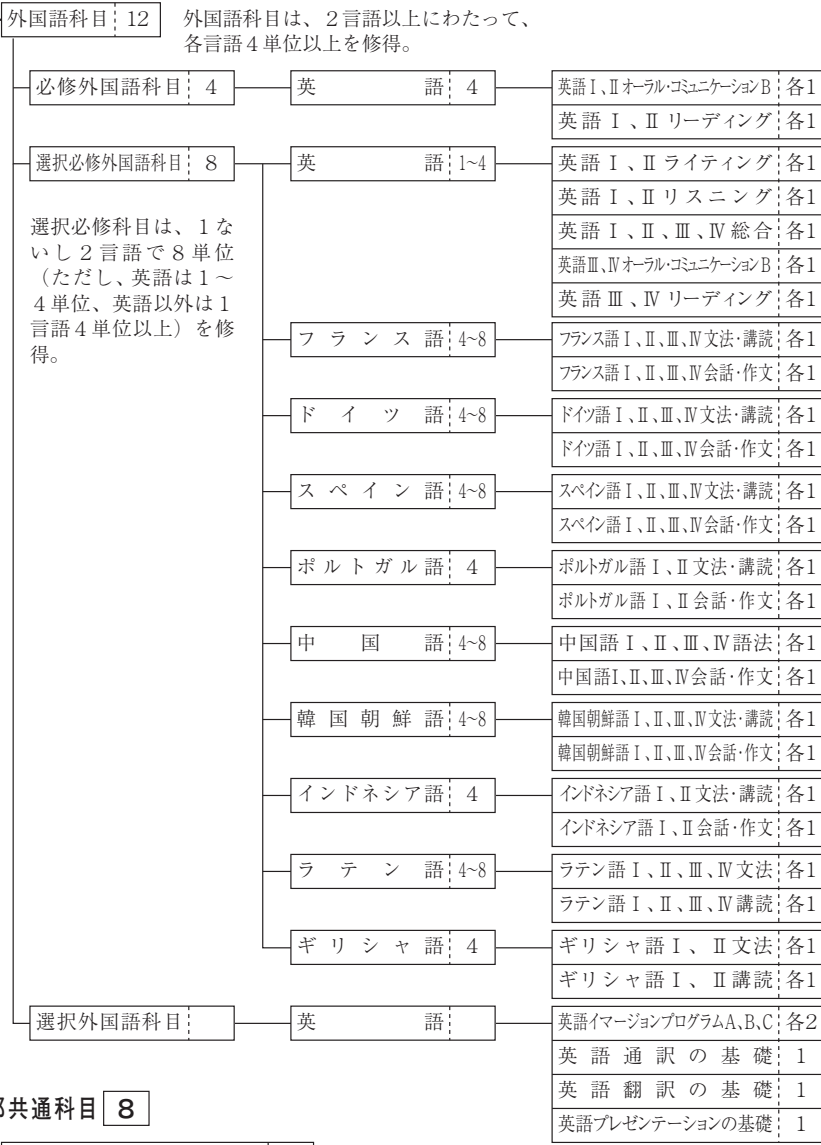 外国語科目 12 外国語科目は、2言語以上にわたって、
各言語4単位以上を修得。
必修外国語科目 4 英語 4 英語Ⅰ、Ⅱオーラル・コミュニケーションB 各1
英語Ⅰ、Ⅱリーディング 各1
選択必修外国語科目 8 英語 1~4 英語Ⅰ、Ⅱライティング 各1
英語Ⅰ、Ⅱリスニング 各1
英語Ⅰ、Ⅱ、Ⅲ、Ⅳ総合 各1
英語Ⅲ、Ⅳオーラル・コミュニケーションB 各1
英語Ⅲ、Ⅳリーディング 各1
選択必修科目は、1な
いし2言語で8単位
(ただし、英語は1~
4単位、英語以外は1
言語4単位以上)を修
得。
フランス語 4~8 フランス語Ⅰ、Ⅱ、Ⅲ、Ⅳ文法・講読 各1
フランス語Ⅰ、Ⅱ、Ⅲ、Ⅳ会話・作文 各1
ドイツ語 4~8 ドイツ語Ⅰ、Ⅱ、Ⅲ、Ⅳ文法・講読 各1
ドイツ語Ⅰ、Ⅱ、Ⅲ、Ⅳ会話・作文 各1
スペイン語 4~8 スペイン語Ⅰ、Ⅱ、Ⅲ、Ⅳ文法・講読 各1
スペイン語Ⅰ、Ⅱ、Ⅲ、Ⅳ会話・作文 各1
ポルトガル語 4 ポルトガル語Ⅰ、Ⅱ文法・講読 各1
ポルトガル語Ⅰ、Ⅱ会話・作文 各1
中国語 4~8 中国語Ⅰ、Ⅱ、Ⅲ、Ⅳ語法 各1
中国語Ⅰ、Ⅱ、Ⅲ、Ⅳ会話・作文 各1
韓国朝鮮語 4~8 韓国朝鮮語Ⅰ、Ⅱ、Ⅲ、Ⅳ文法・講読 各1
韓国朝鮮語Ⅰ、Ⅱ、Ⅲ、Ⅳ会話・作文 各1
インドネシア語 4 インドネシア語Ⅰ、Ⅱ文法・講読 各1
インドネシア語Ⅰ、Ⅱ会話・作文 各1
ラテン語 4~8 ラテン語Ⅰ、Ⅱ、Ⅲ、Ⅳ文法 各1
ラテン語Ⅰ、Ⅱ、Ⅲ、Ⅳ講読 各1
ギリシャ語 4 ギリシャ語Ⅰ、Ⅱ文法 各1
ギリシャ語Ⅰ、Ⅱ講読 各1
選択外国語科目 英語 英語イマージョンプログラムA、B、C 各2
英語通訳の基礎 1
英語翻訳の基礎 1
英語プレゼンテーションの基礎 1
共通科目 8